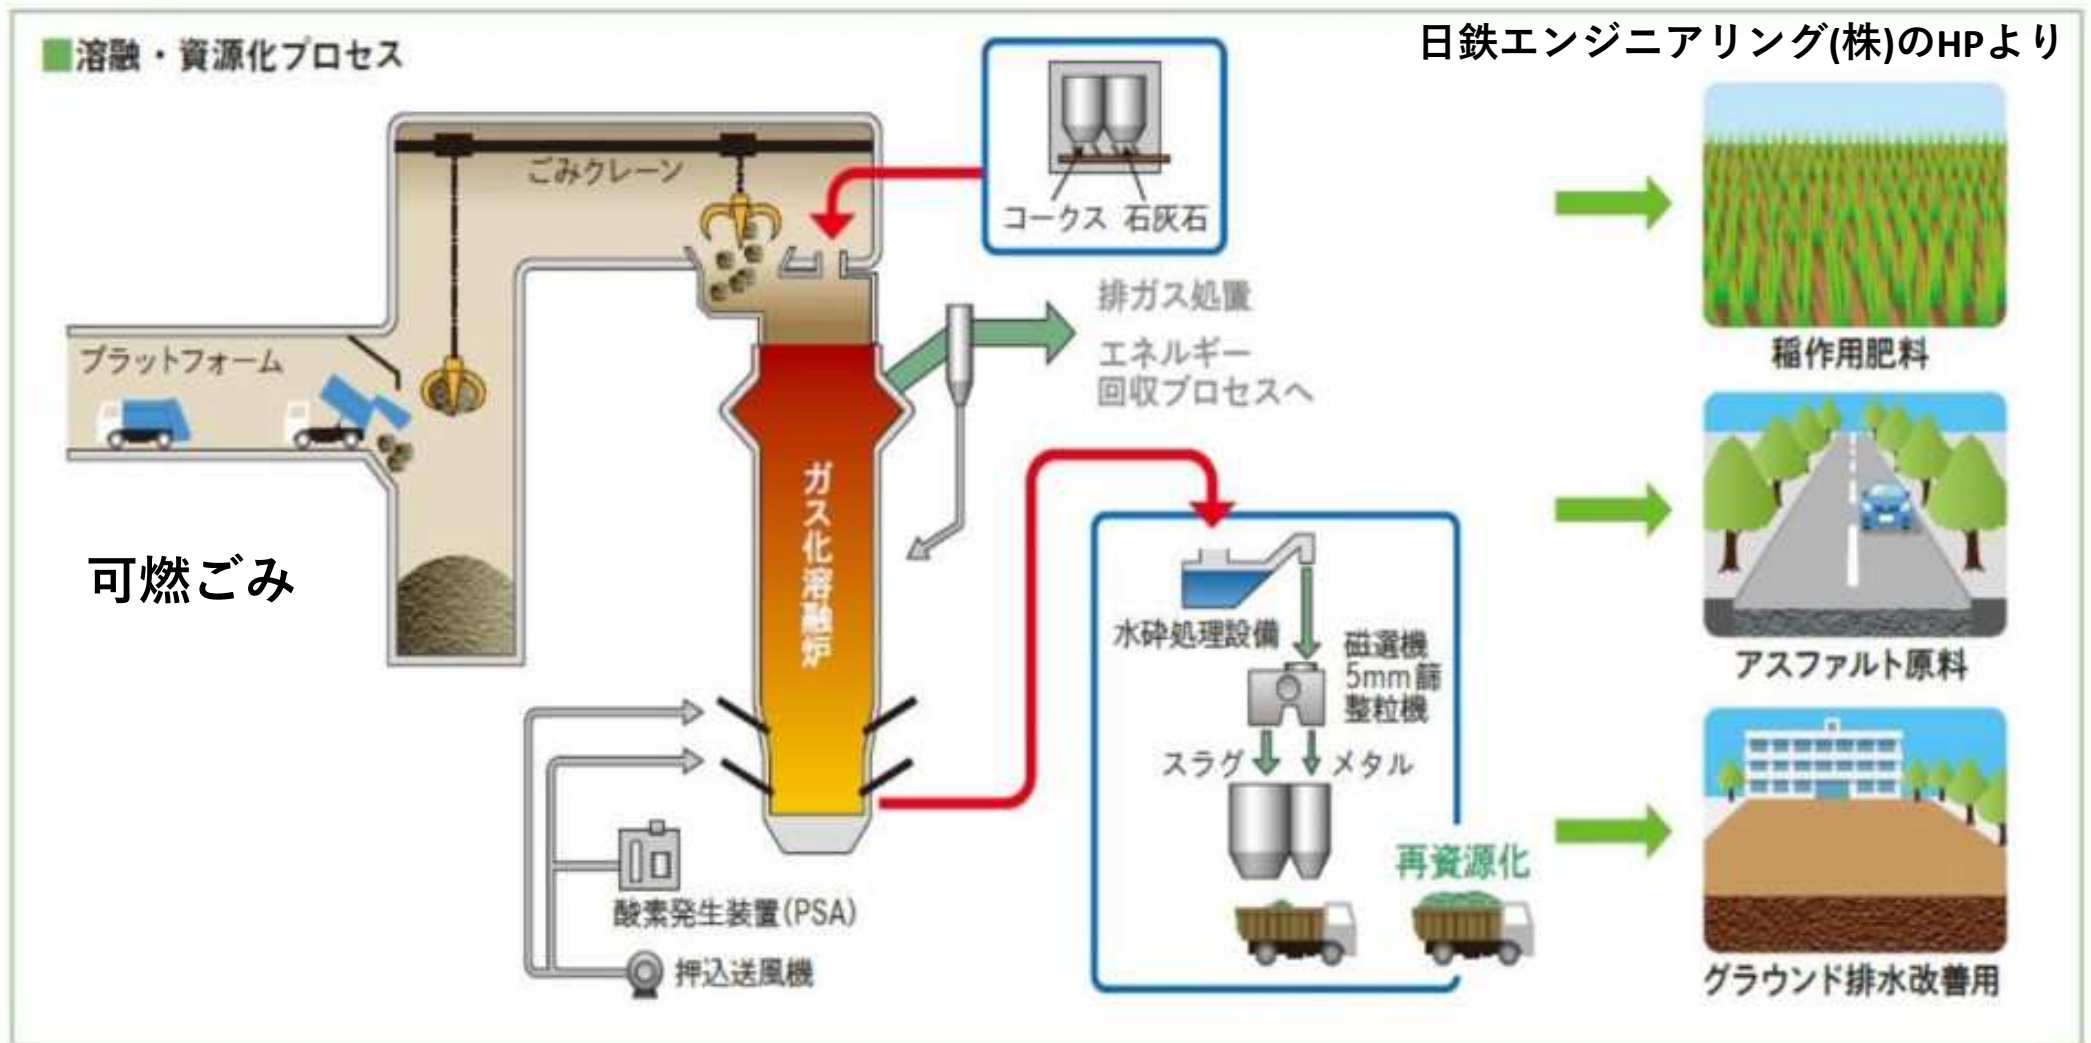 ■溶融・資源化プロセス
日鉄エンジニアリング(株)のHPより
ごみクレーン
コークス 石灰石
プラットフォーム
排ガス処置
エネルギー
回収プロセスへ
可燃ごみ
ガス化溶融炉
水砕処理設備
磁選機
5mm篩
整粒機
スラグ
メタル
再資源化
酸素発生装置(PSA)
押込送風機
稲作用肥料
アスファルト原料
グラウンド排水改善用